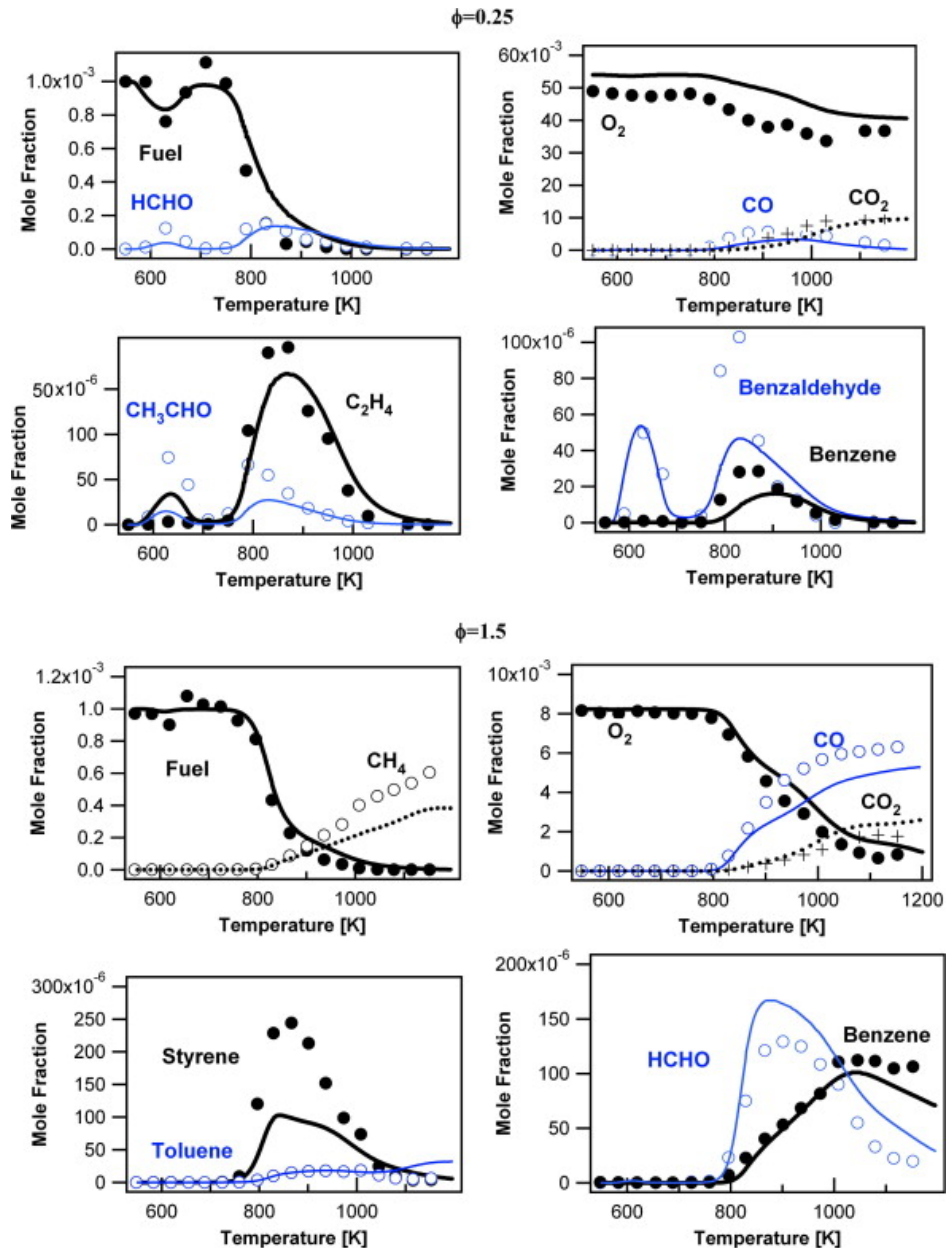 ϕ=0.25
1.0x10⁻³
0.8
0.6
0.4
0.2
0.0
Mole Fraction
Fuel
HCHO
600
800
1000
Temperature [K]
60x10⁻³
50
40
30
20
10
0
Mole Fraction
O₂
CO
CO₂
600
800
1000
Temperature [K]
50x10⁻⁶
100
50
0
Mole Fraction
CH₃CHO
C₂H₄
600
800
1000
Temperature [K]
100x10⁻⁶
80
60
40
20
0
Mole Fraction
Benzaldehyde
Benzene
600
800
1000
Temperature [K]
ϕ=1.5
1.2x10⁻³
1.0
0.8
0.6
0.4
0.2
0.0
Mole Fraction
Fuel
CH₄
600
800
1000
Temperature [K]
10x10⁻³
8
6
4
2
0
Mole Fraction
O₂
CO
CO₂
600
800
1000
1200
Temperature [K]
300x10⁻⁶
250
200
150
100
50
0
Mole Fraction
Styrene
Toluene
600
800
1000
Temperature [K]
200x10⁻⁶
150
100
50
0
Mole Fraction
HCHO
Benzene
600
800
1000
Temperature [K]